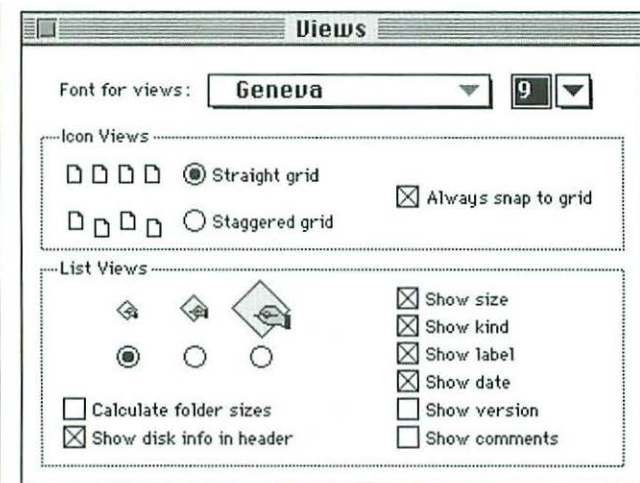 Views
Font for views: Geneva 9
Icon Views
Straight grid
Always snap to grid
Staggered grid
List Views
Show size
Show kind
Show label
Show date
Calculate folder sizes
Show version
Show disk info in header
Show comments